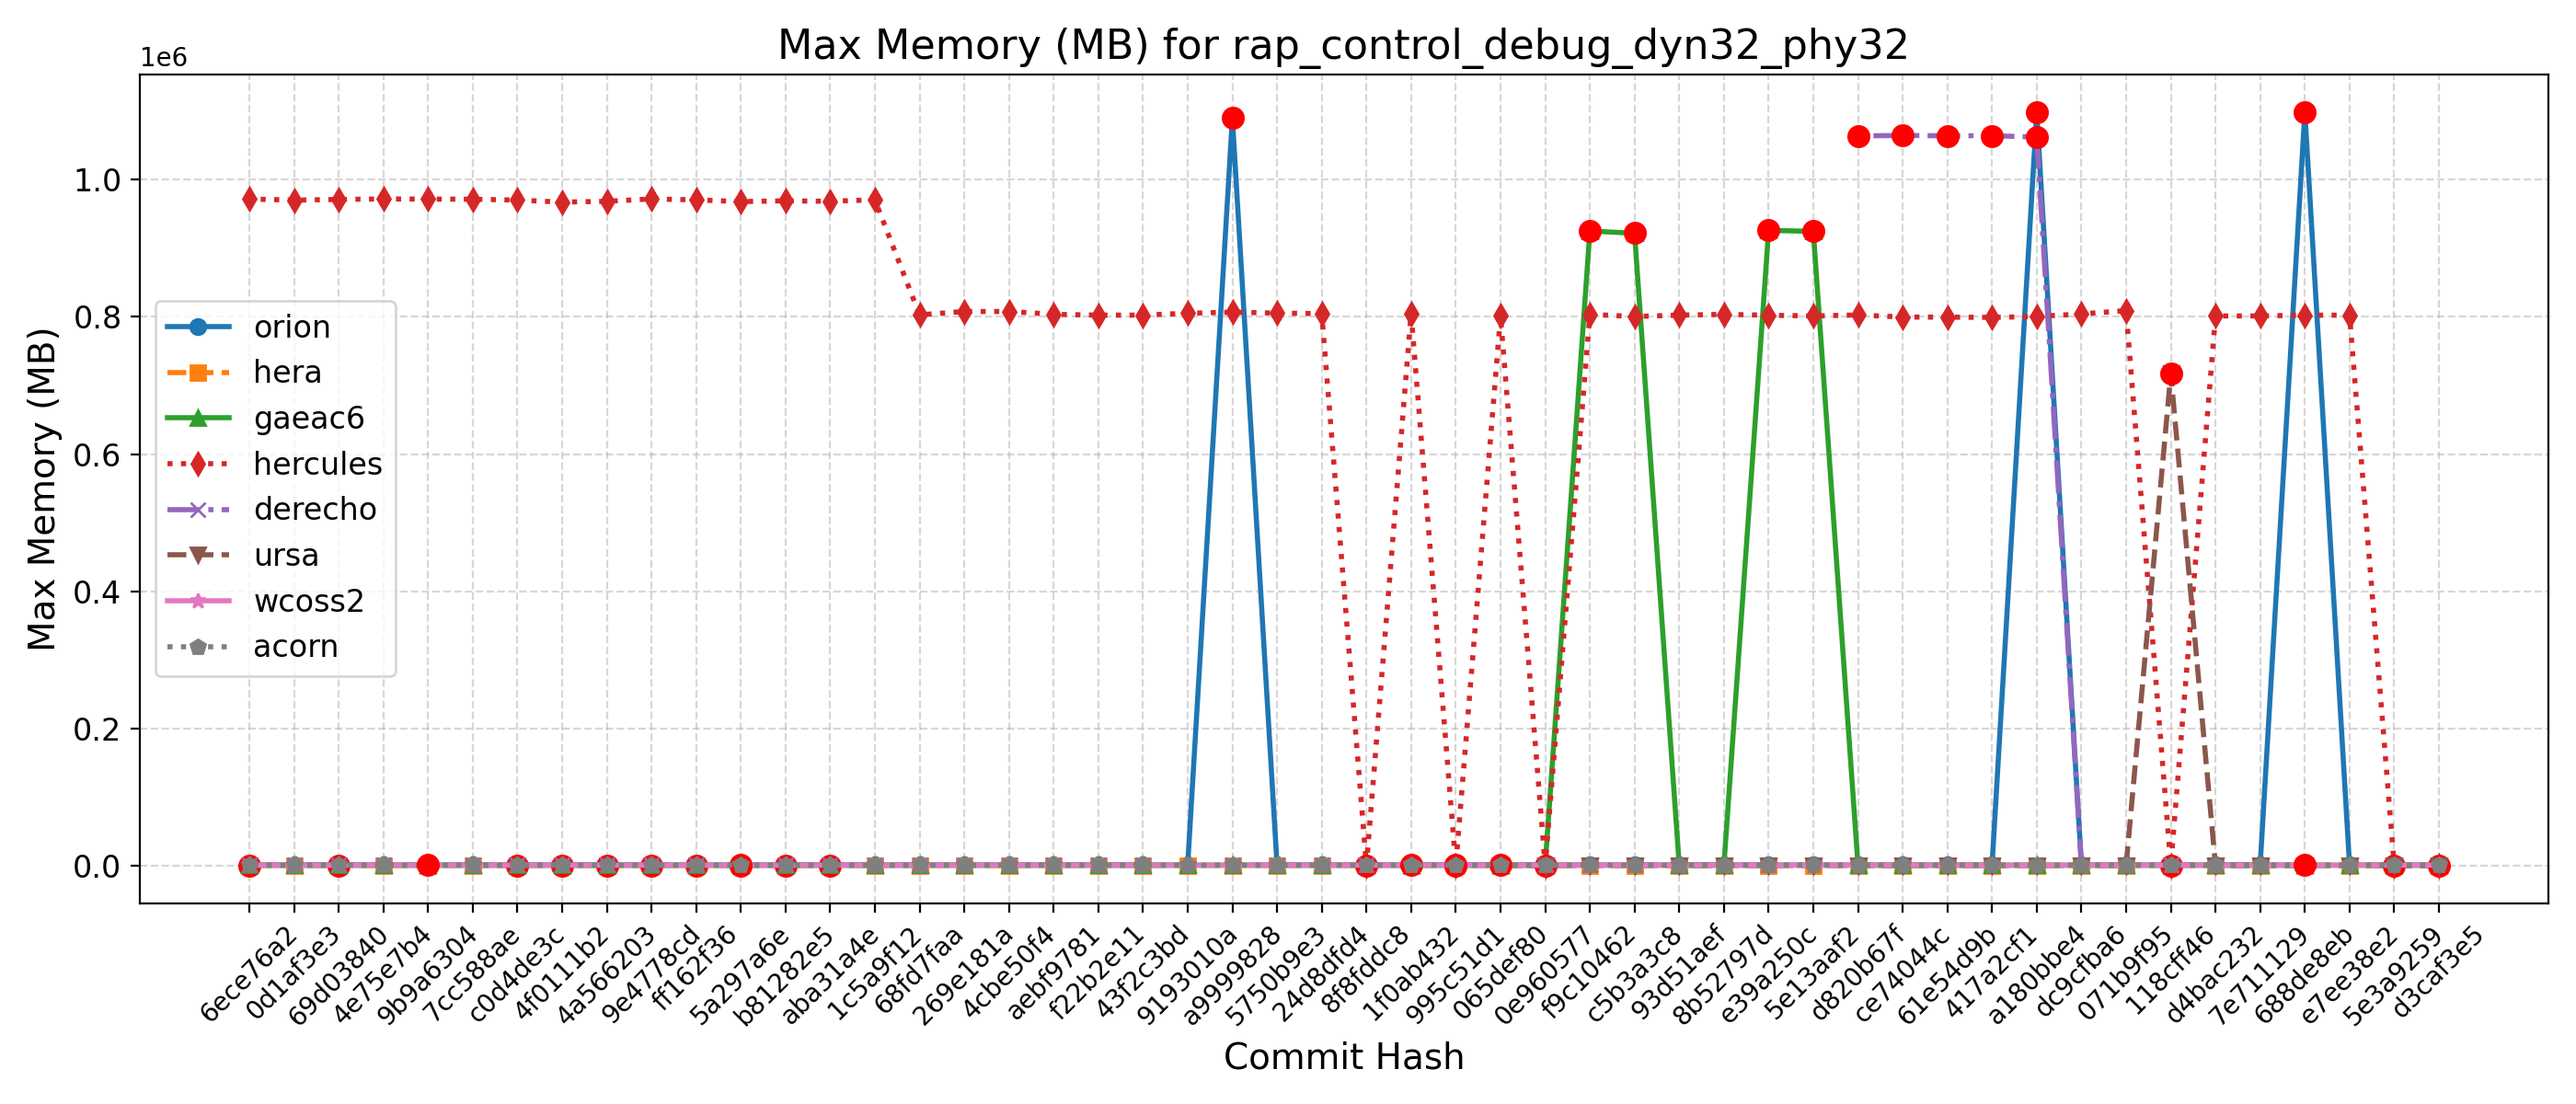 Max Memory (MB) for rap_control_debug_dyn32_phy32
1e6
1.0
0.8
0.6
0.4
0.2
0.0
Max Memory (MB)
orion
hera
gaeac6
hercules
derecho
ursa
wcoss2
acorn
6ece76a2
0d1af3e3
69d03840
4e75e7b4
9b9a6304
7cc588ae
c0d4de3c
4f0111b2
4a566203
9e4778cd
ff162f36
5a297a6e
b81282e5
aba31a4e
1c5a9f12
68fd7faa
269e181a
4cbe50f4
aebf9781
f22b2e11
43f2c3bd
9193010a
a9999828
5750b9e3
24d8dfd4
8f8fddc8
1f0ab432
995c51d1
065def80
0e960577
f9c10462
c5b3a3c8
93d51aef
8b52797d
e39a250c
5e13aaf2
d820b67f
ce74044c
61e54d9b
417a2cf1
a180bbe4
dc9cfba6
071b9f95
118cff46
d4bac232
7e711129
688de8eb
e7ee38e2
5e3a9259
d3caf3e5
Commit Hash